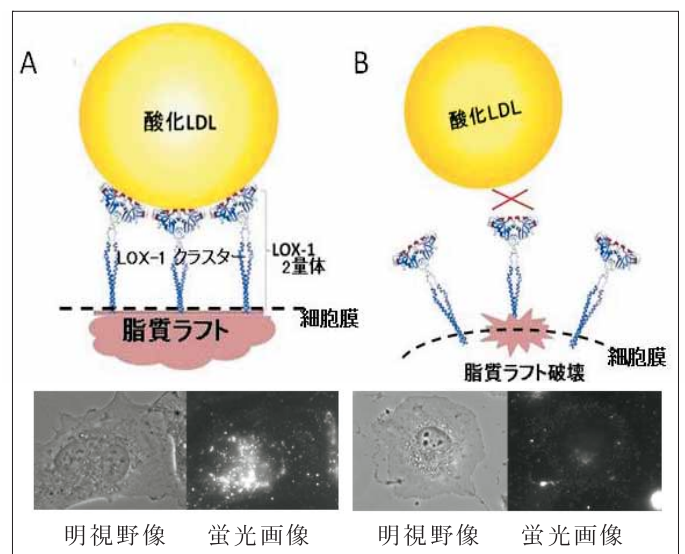 A
酸化LDL
LOX-1 クラスター
LOX-1
2量体
細胞膜
脂質ラフト
明視野像 蛍光画像
B
酸化LDL
細胞膜
脂質ラフト破壊
明視野像 蛍光画像